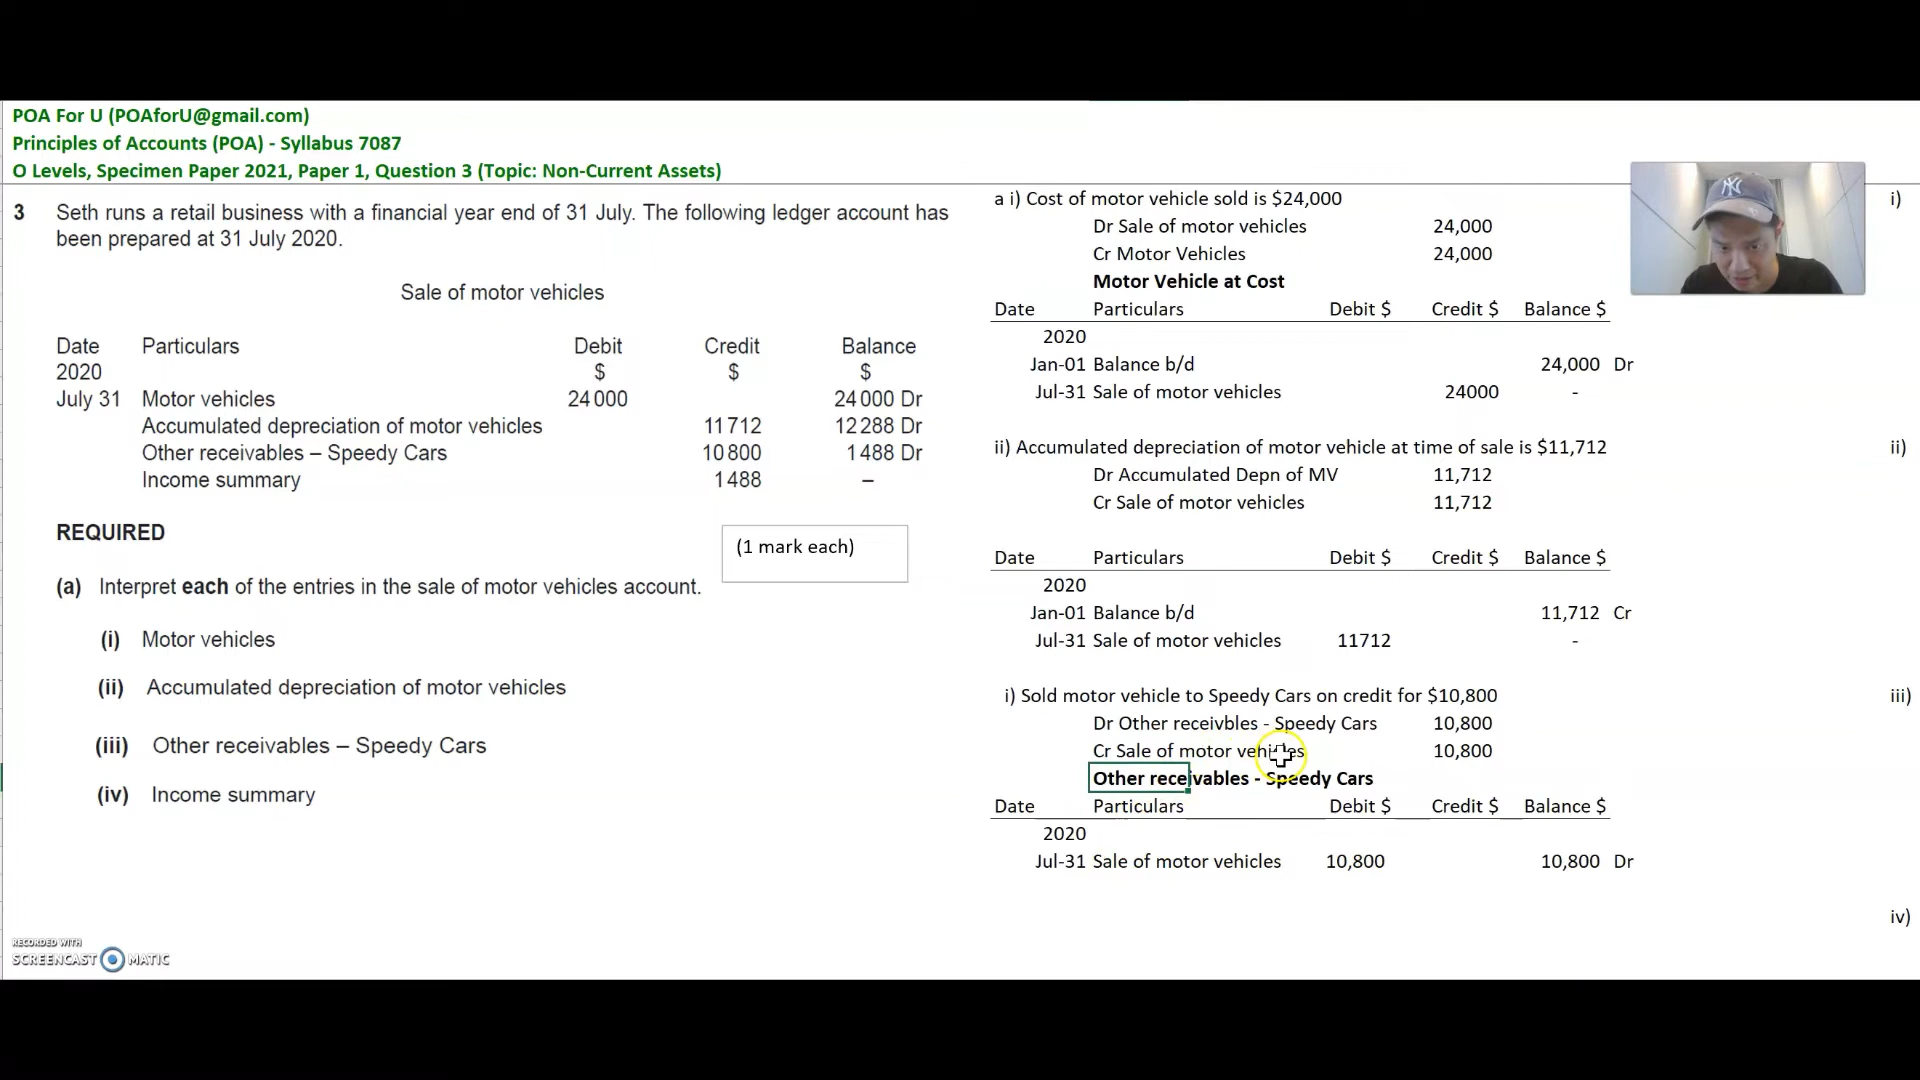 POA For U (POAforU@gmail.com)
Principles of Accounts (POA) - Syllabus 7087
O Levels, Specimen Paper 2021, Paper 1, Question 3 (Topic: Non-Current Assets)
3 Seth runs a retail business with a financial year end of 31 July. The following ledger account has
been prepared at 31 July 2020.
Sale of motor vehicles
Date Particulars Debit Credit Balance
2020 $ $ $
July 31 Motor vehicles 24 000 24 000 Dr
Accumulated depreciation of motor vehicles 11 712 12 288 Dr
Other receivables – Speedy Cars 10 800 1 488 Dr
Income summary 1 488 –
REQUIRED
(1 mark each)
(a) Interpret each of the entries in the sale of motor vehicles account.
(i) Motor vehicles
(ii) Accumulated depreciation of motor vehicles
(iii) Other receivables – Speedy Cars
(iv) Income summary
RECORDED WITH
SCREENCAST MATIC
a i) Cost of motor vehicle sold is $24,000
Dr Sale of motor vehicles 24,000
Cr Motor Vehicles 24,000
Motor Vehicle at Cost
Date Particulars Debit $ Credit $ Balance $
2020
Jan-01 Balance b/d 24,000 Dr
Jul-31 Sale of motor vehicles 24000 -
ii) Accumulated depreciation of motor vehicle at time of sale is $11,712
Dr Accumulated Depn of MV 11,712
Cr Sale of motor vehicles 11,712
Date Particulars Debit $ Credit $ Balance $
2020
Jan-01 Balance b/d 11,712 Cr
Jul-31 Sale of motor vehicles 11712 -
i) Sold motor vehicle to Speedy Cars on credit for $10,800
Dr Other receivbles - Speedy Cars 10,800
Cr Sale of motor vehicles 10,800
Other receivables - Speedy Cars
Date Particulars Debit $ Credit $ Balance $
2020
Jul-31 Sale of motor vehicles 10,800 10,800 Dr
i)
ii)
iii)
iv)